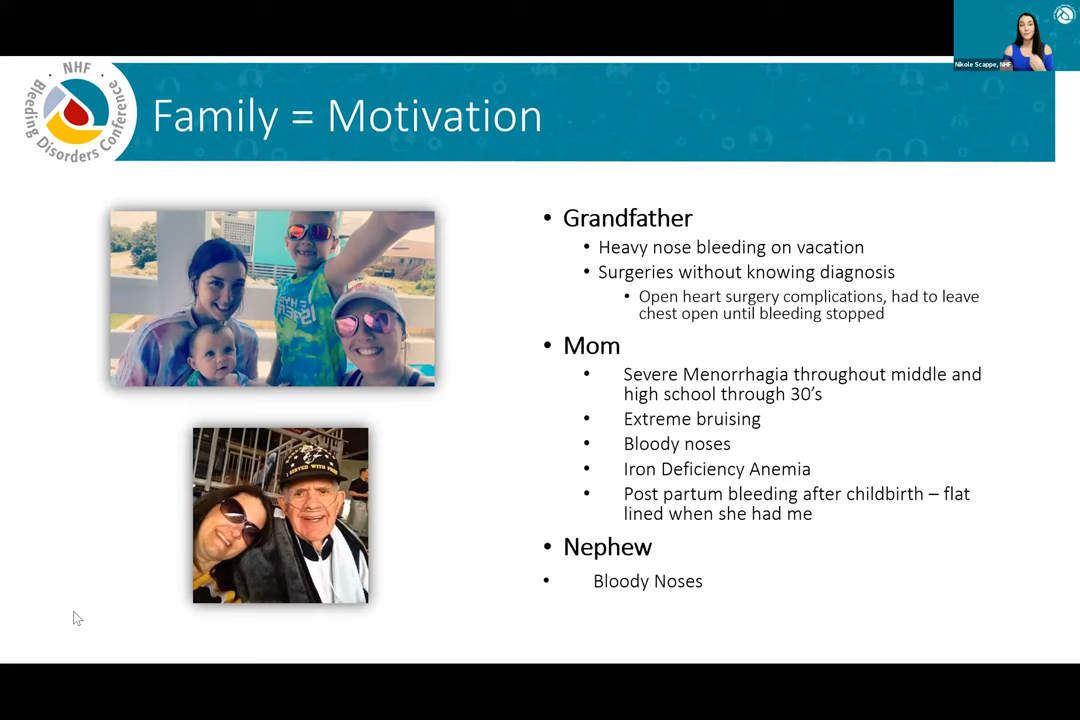 Nikole Scappe, NHF
NHF
Bleeding Disorders Conference
Family = Motivation
• Grandfather
• Heavy nose bleeding on vacation
• Surgeries without knowing diagnosis
• Open heart surgery complications, had to leave
chest open until bleeding stopped
• Mom
• Severe Menorrhagia throughout middle and
high school through 30’s
• Extreme bruising
• Bloody noses
• Iron Deficiency Anemia
• Post partum bleeding after childbirth – flat
lined when she had me
• Nephew
• Bloody Noses
I SERVED WITH PRIDE